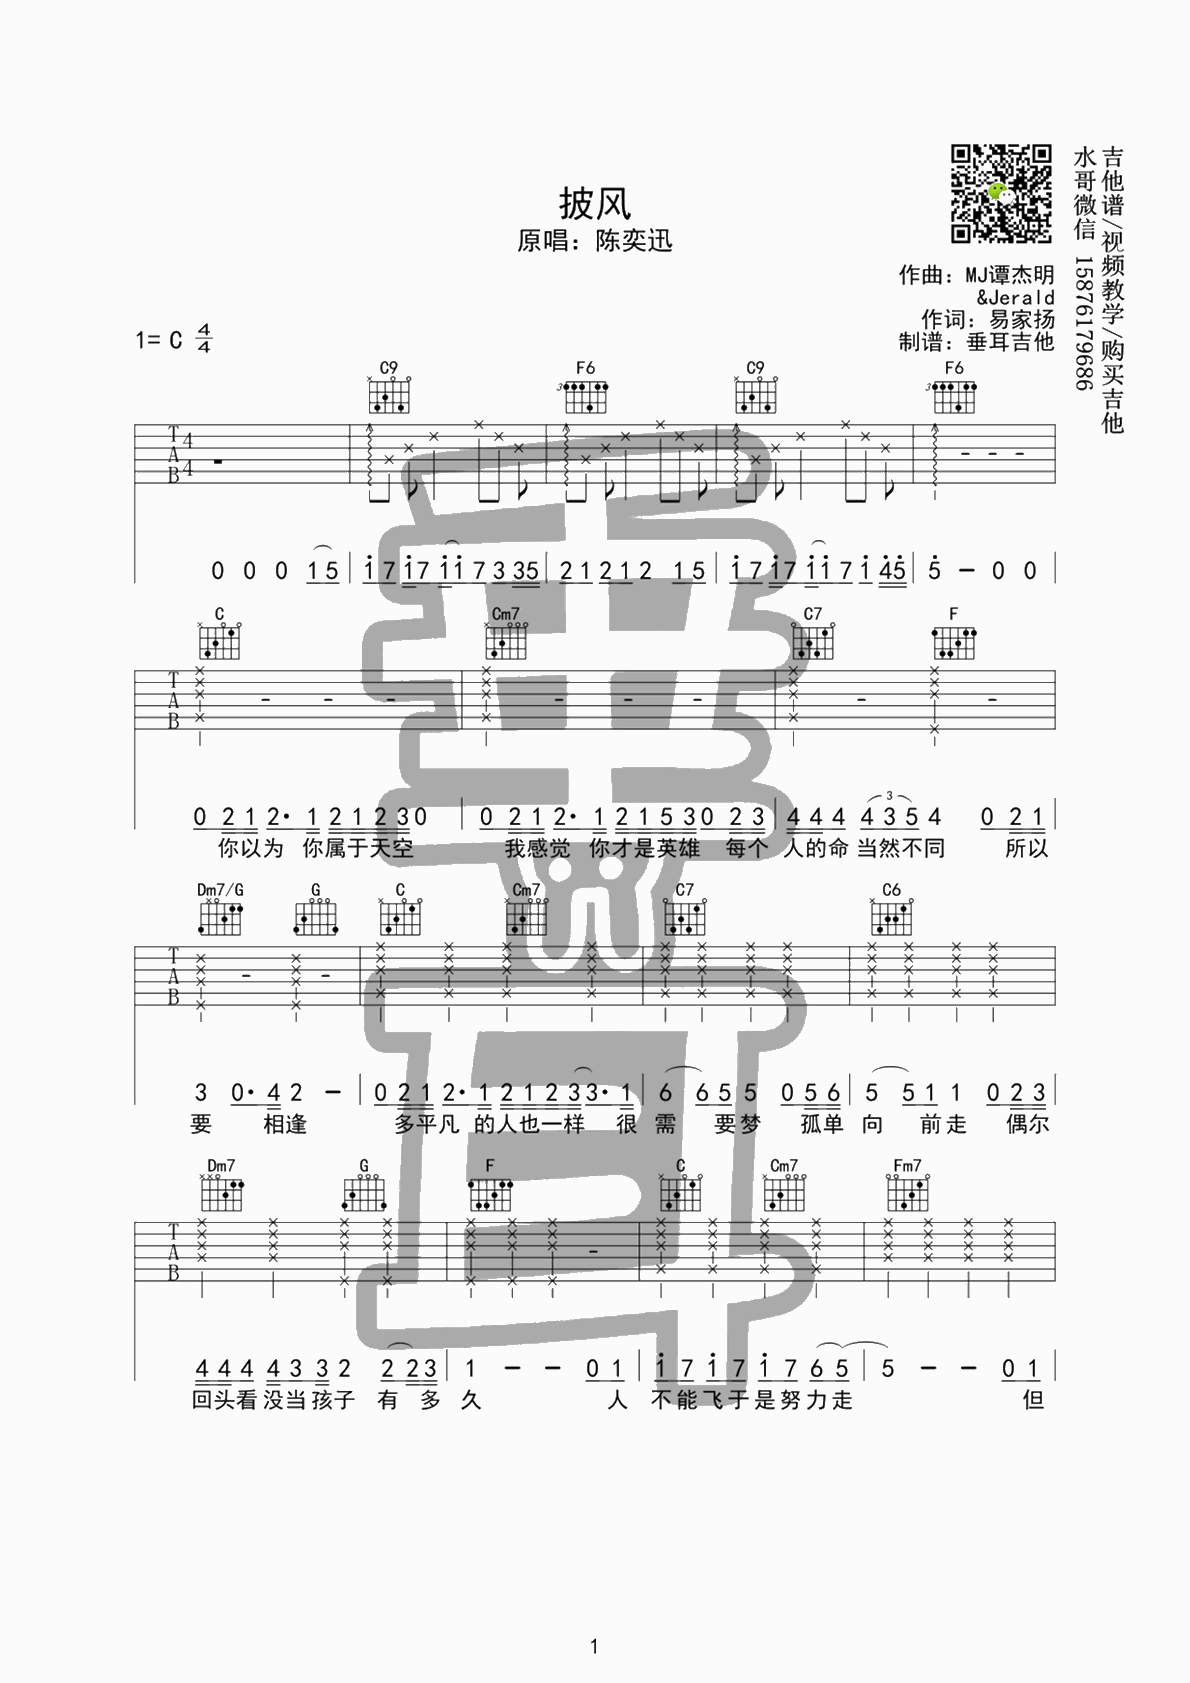 披风
原唱：陈奕迅
吉他谱/视频教学/购买吉他
水哥微信 15876179686
作曲：MJ谭杰明
&Jerald
作词：易家扬
制谱：垂耳吉他
1= C 4/4
C9 F6 C9 F6
3 3
T A B 4 4
0 0 0 1 5 | 1 7 1 7 1 1 7 3 3 5 | 2 1 2 1 2 1 5 | 1 7 1 7 1 1 7 1 4 5 | 5 - 0 0
C Cm7 C7 F
T A B
3
0 2 1 2· 1 2 1 2 3 0 | 0 2 1 2· 1 2 1 5 3 0 2 3 | 4 4 4 4 3 5 4 0 1
你以为 你属于天空 我感觉 你才是英雄 每个 人的命 当然不同 所以
Dm7/G G C Cm7 C7 C6
T A B
3 0· 4 2 - | 0 2 1 2· 1 2 1 2 3 3· 1 | 6 6 5 5 0 5 6 | 5 5 1 1 0 2 3
要 相逢 多平凡 的人也一样 很 需 要梦 孤单 向 前走 偶尔
Dm7 G F C Cm7 Fm7
T A B
4 4 4 4 3 3 2 2 2 3 | 1 - - 0 1 | 1 7 1 7 1 7 6 5 | 5 - - 0 1
回头看没当孩子 有 多 久 人 不能飞于是努力走 但
垂耳
1